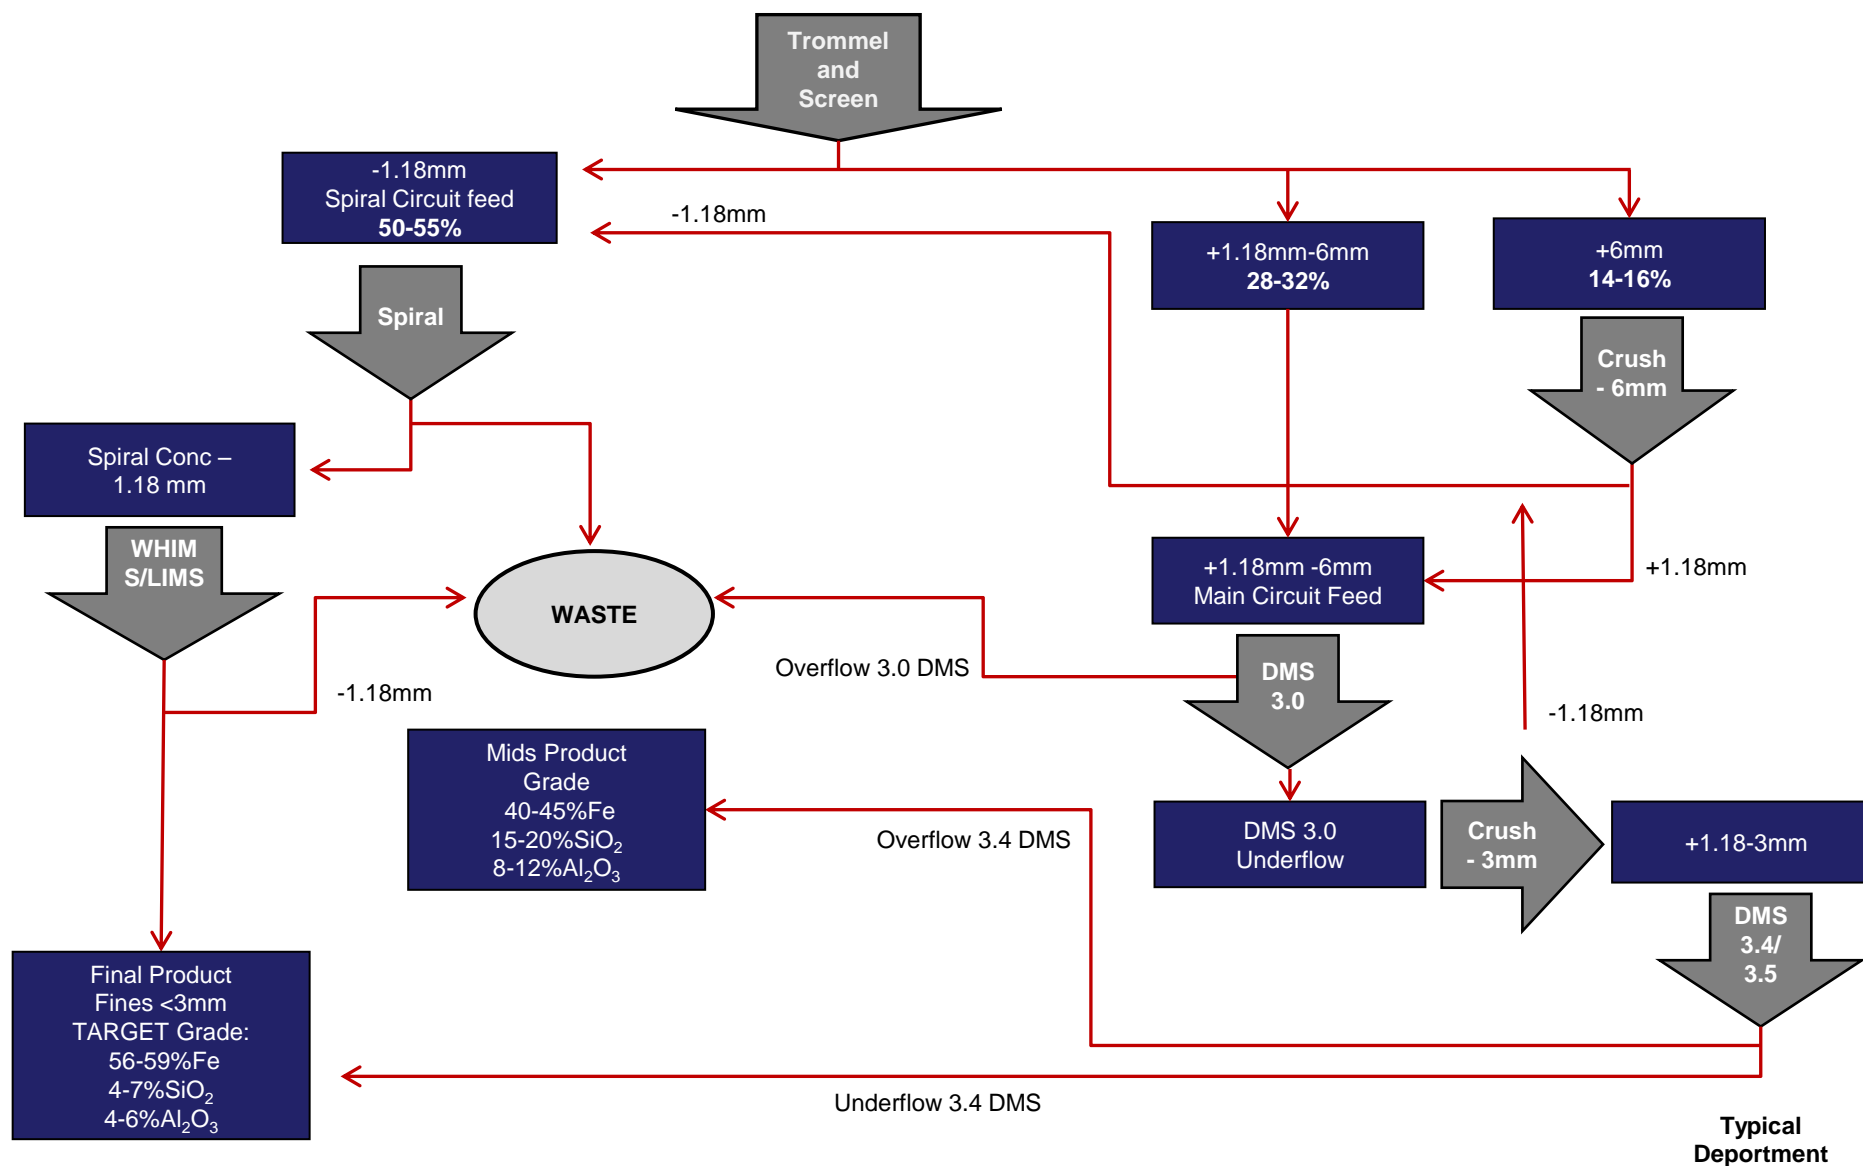 Trommel
and
Screen
-1.18mm
Spiral Circuit feed
50-55%
-1.18mm
+1.18mm-6mm
28-32%
+6mm
14-16%
Spiral
Crush
- 6mm
Spiral Conc –
1.18 mm
WHIM
S/LIMS
WASTE
+1.18mm -6mm
Main Circuit Feed
+1.18mm
Overflow 3.0 DMS
DMS
3.0
-1.18mm
-1.18mm
Mids Product
Grade
40-45%Fe
15-20%SiO₂
8-12%Al₂O₃
Overflow 3.4 DMS
DMS 3.0
Underflow
Crush
- 3mm
+1.18-3mm
DMS
3.4/
3.5
Final Product
Fines <3mm
TARGET Grade:
56-59%Fe
4-7%SiO₂
4-6%Al₂O₃
Underflow 3.4 DMS
Typical
Deportment